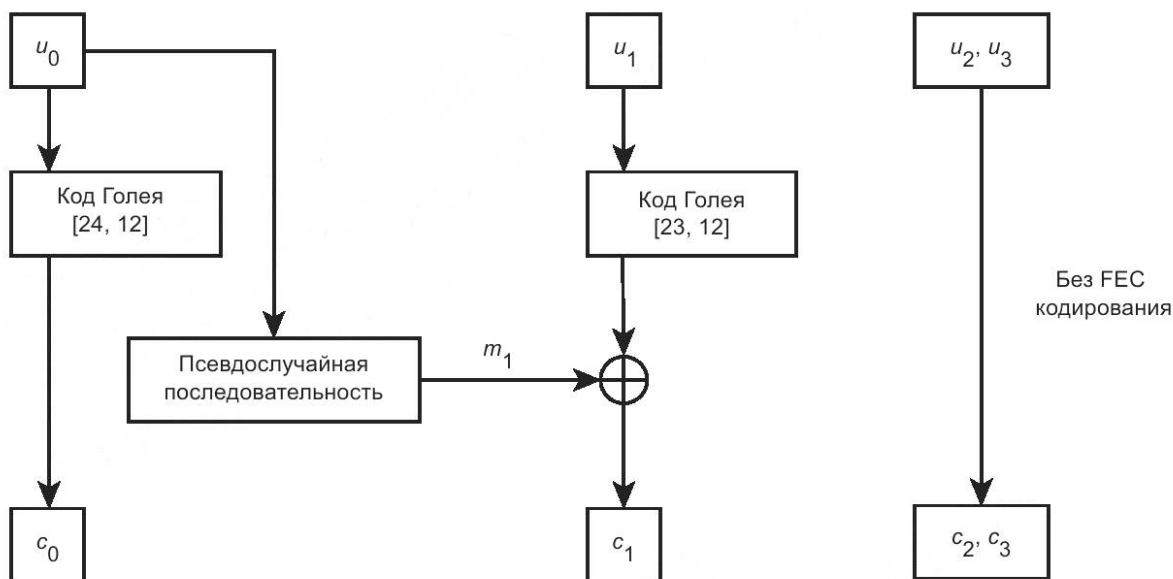 u0
u1
u2, u3
Код Голея
[24, 12]
Код Голея
[23, 12]
Без FEC
кодирования
Псевдослучайная
последовательность
m1
c0
c1
c2, c3